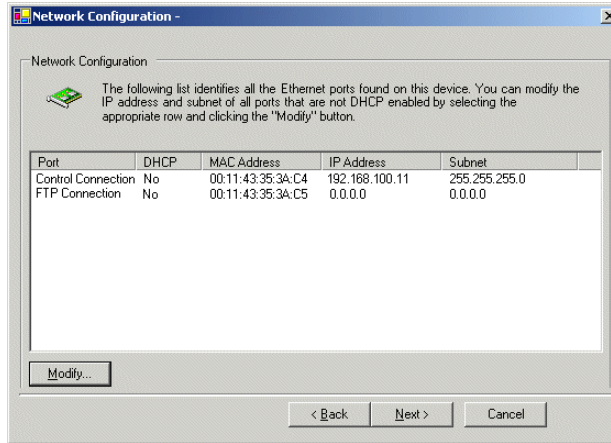 Network Configuration -
Network Configuration
The following list identifies all the Ethernet ports found on this device. You can modify the
IP address and subnet of all ports that are not DHCP enabled by selecting the
appropriate row and clicking the "Modify" button.
Port DHCP MAC Address IP Address Subnet
Control Connection No 00:11:43:35:3A:C4 192.168.100.11 255.255.255.0
FTP Connection No 00:11:43:35:3A:C5 0.0.0.0 0.0.0.0
Modify...
< Back Next > Cancel